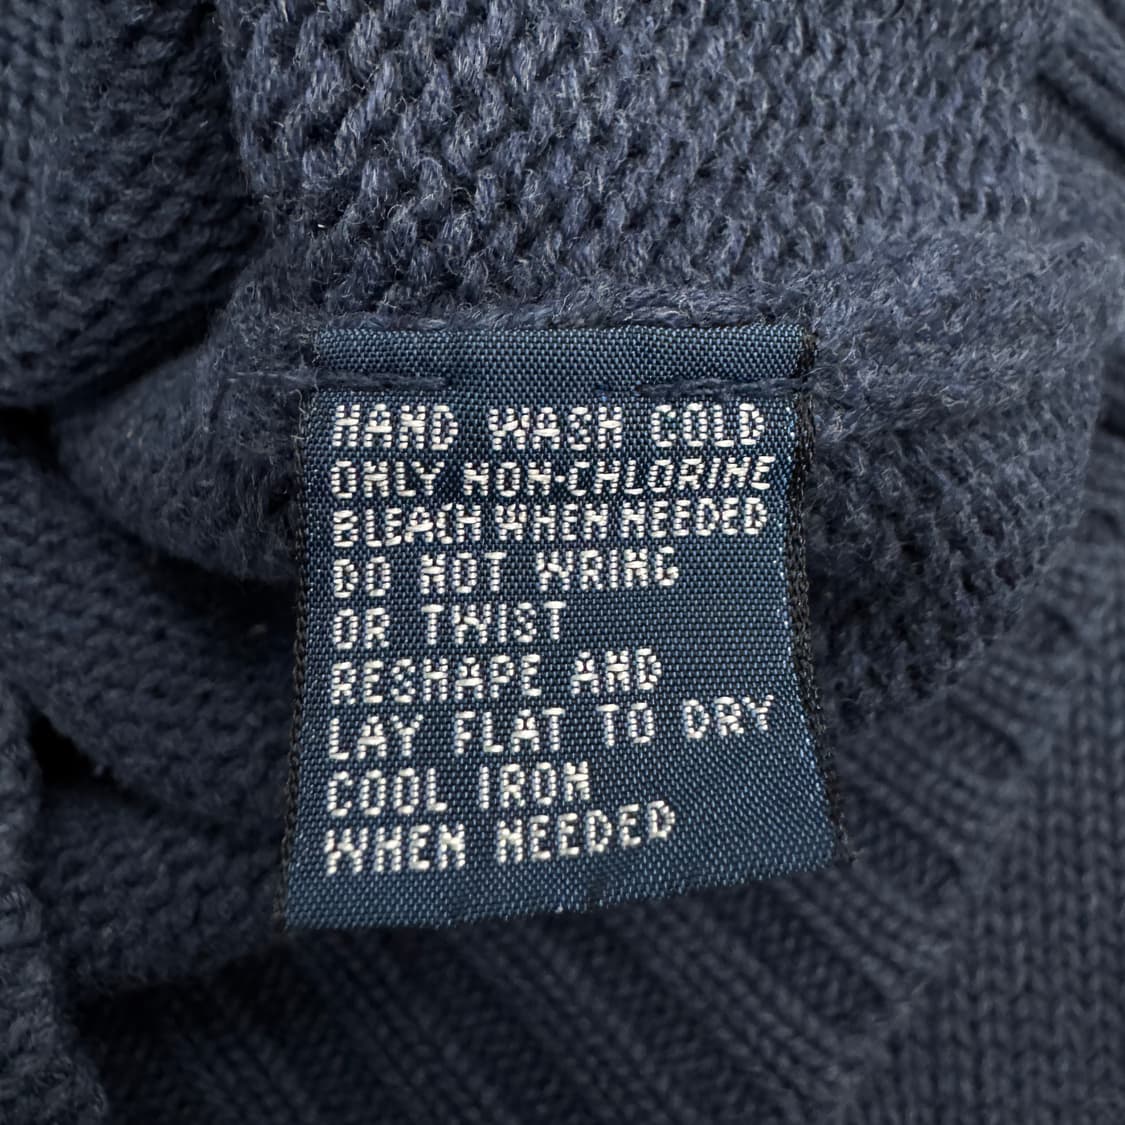 HAND WASH COLD
ONLY NON-CHLORINE
BLEACH WHEN NEEDED
DO NOT WRING
OR TWIST
RESHAPE AND
LAY FLAT TO DRY
COOL IRON
WHEN NEEDED